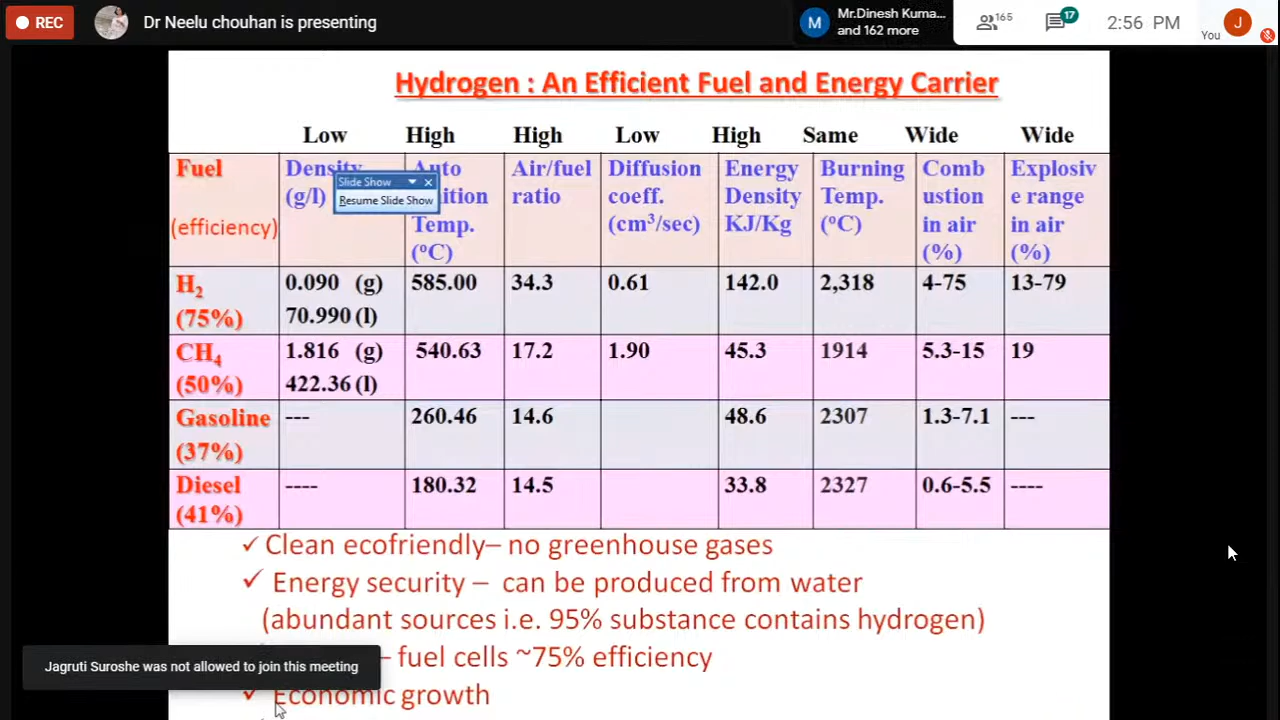 REC
Dr Neelu chouhan is presenting
M
Mr.Dinesh Kuma...
and 162 more
165
17
2:56 PM
You
J
Hydrogen : An Efficient Fuel and Energy Carrier
Low High High Low High Same Wide Wide
Fuel
(efficiency)
Density
(g/l)
Auto
ition
Temp.
(°C)
Air/fuel
ratio
Diffusion
coeff.
(cm³/sec)
Energy
Density
KJ/Kg
Burning
Temp.
(°C)
Comb
ustion
in air
(%)
Explosiv
e range
in air
(%)
Slide Show
Resume Slide Show
H₂ 0.090 (g) 585.00 34.3 0.61 142.0 2,318 4-75 13-79
(75%) 70.990 (l)
CH₄ 1.816 (g) 540.63 17.2 1.90 45.3 1914 5.3-15 19
(50%) 422.36 (l)
Gasoline --- 260.46 14.6 48.6 2307 1.3-7.1 ---
(37%)
Diesel ---- 180.32 14.5 33.8 2327 0.6-5.5 ----
(41%)
✓ Clean ecofriendly– no greenhouse gases
✓ Energy security – can be produced from water
(abundant sources i.e. 95% substance contains hydrogen)
– fuel cells ~75% efficiency
✓ Economic growth
Jagruti Suroshe was not allowed to join this meeting